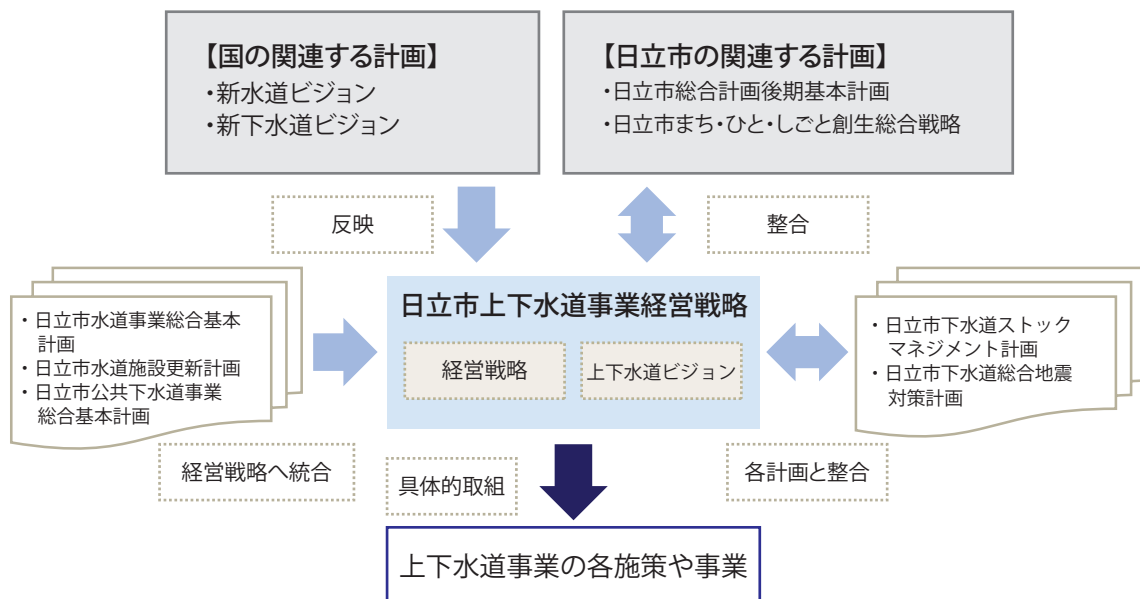 【国の関連する計画】
・新水道ビジョン
・新下水道ビジョン
【日立市の関連する計画】
・日立市総合計画後期基本計画
・日立市まち・ひと・しごと創生総合戦略
反映
整合
・日立市水道事業総合基本
計画
・日立市水道施設更新計画
・日立市公共下水道事業
総合基本計画
日立市上下水道事業経営戦略
経営戦略
上下水道ビジョン
・日立市下水道ストック
マネジメント計画
・日立市下水道総合地震
対策計画
経営戦略へ統合
具体的取組
各計画と整合
上下水道事業の各施策や事業